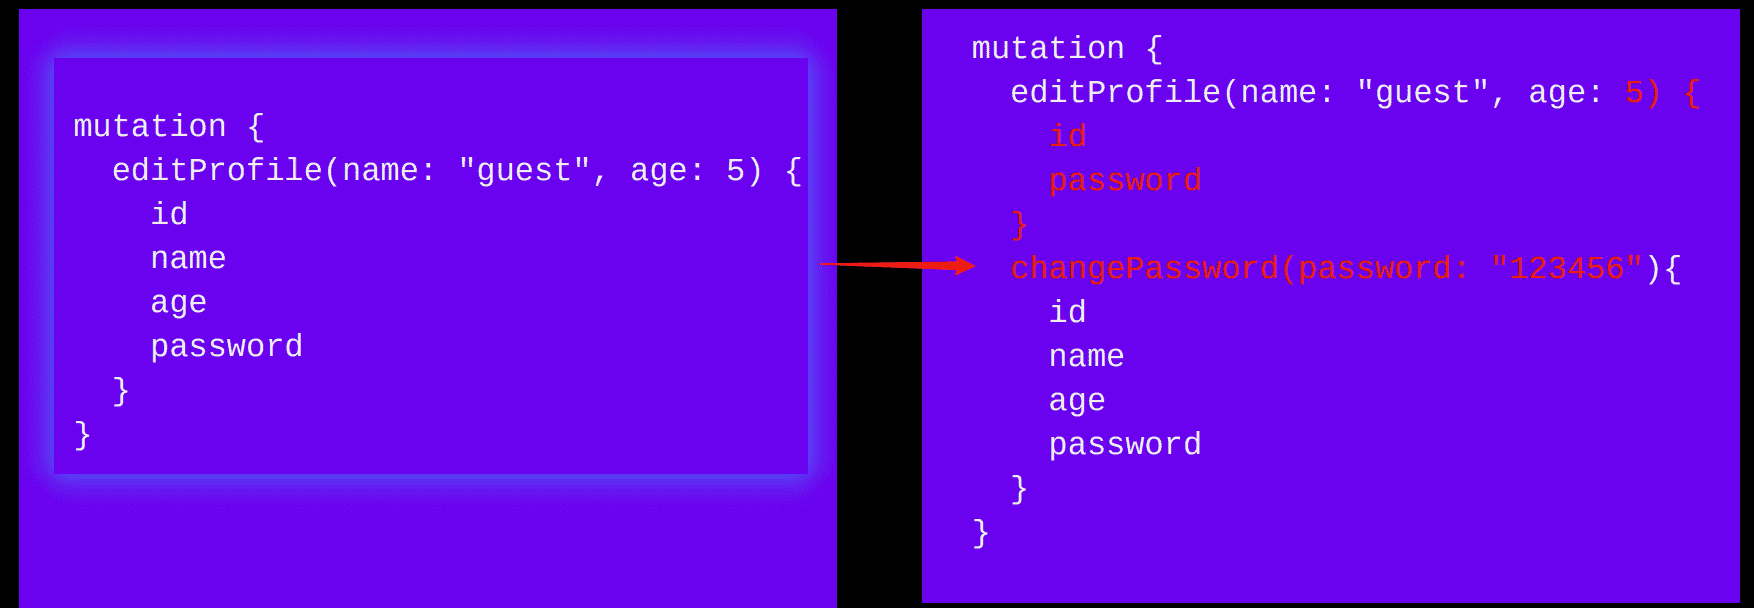 mutation {
  editProfile(name: "guest", age: 5) {
    id
    name
    age
    password
  }
}
mutation {
  editProfile(name: "guest", age: 5) {
    id
    password
  }
  changePassword(password: "123456"){
    id
    name
    age
    password
  }
}